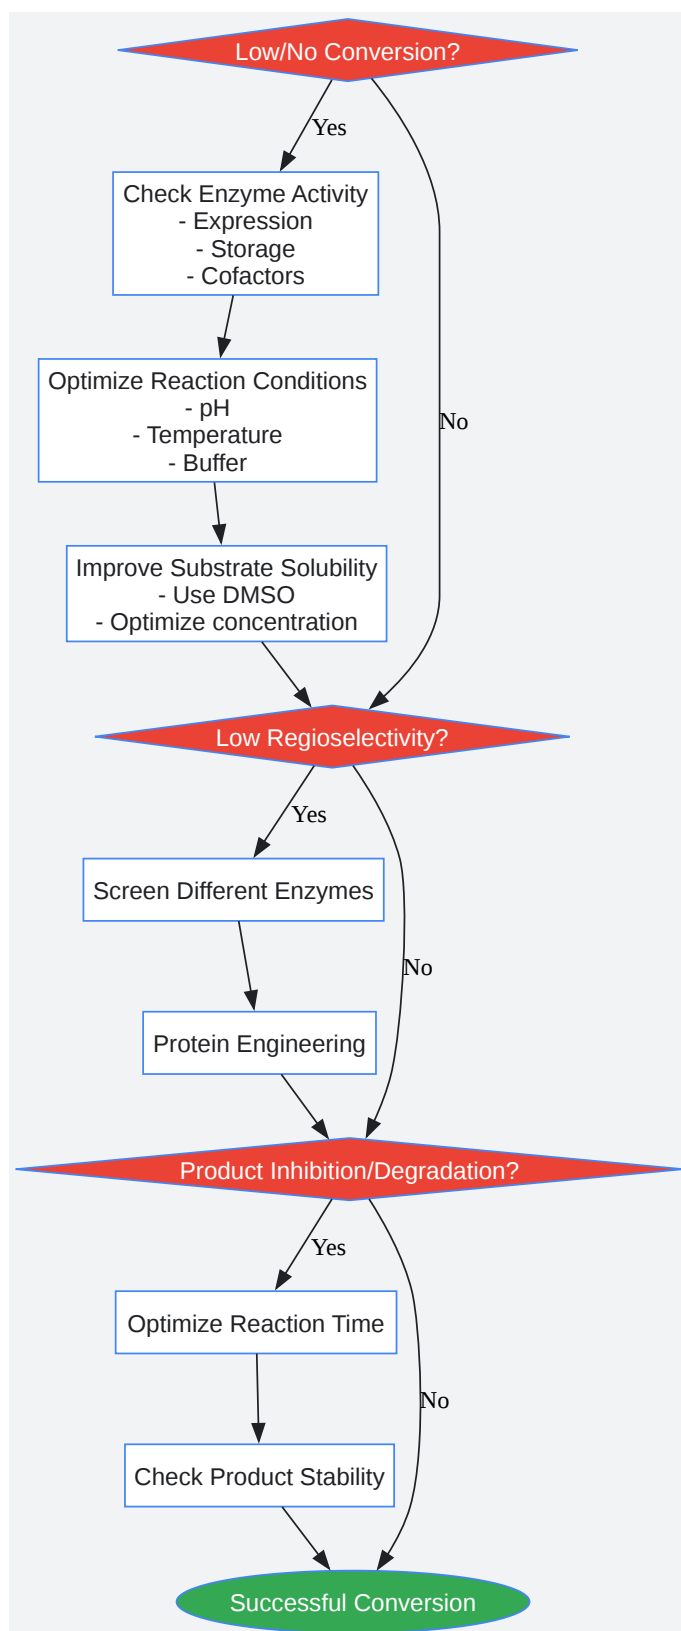 Low/No Conversion?
Yes
Check Enzyme Activity
- Expression
- Storage
- Cofactors
Optimize Reaction Conditions
- pH
- Temperature
- Buffer
No
Improve Substrate Solubility
- Use DMSO
- Optimize concentration
Low Regioselectivity?
Yes
Screen Different Enzymes
No
Protein Engineering
Product Inhibition/Degradation?
Yes
Optimize Reaction Time
No
Check Product Stability
Successful Conversion